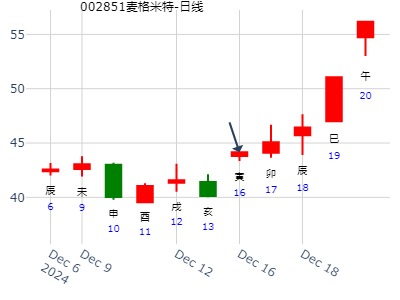 002851麦格米特-日线
55
50
45
40
辰
6
未
9
申
10
酉
11
戌
12
亥
13
寅
16
卯
17
辰
18
巳
19
午
20
Dec 6
2024
Dec 9
Dec 12
Dec 16
Dec 18